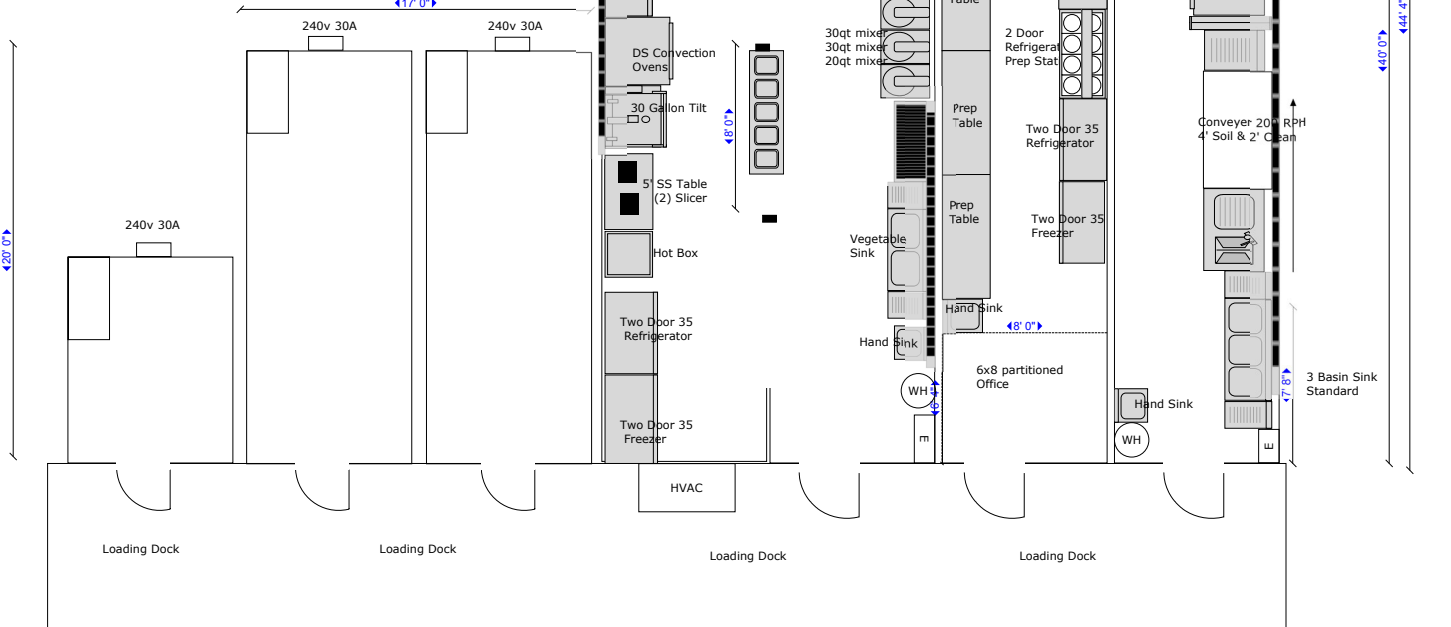 17' 0"
44' 4"
Table
240v 30A
240v 30A
30qt mixer
30qt mixer
20qt mixer
2 Door
Refrigerat
Prep Stat
40' 0"
DS Convection
Ovens
30 Gallon Tilt
8' 0"
Prep
Table
Two Door 35
Refrigerator
Conveyer 200 RPH
4' Soil & 2' Clean
5' SS Table
(2) Slicer
240v 30A
Prep
Table
Two Door 35
Freezer
20' 0"
Hot Box
Vegetable
Sink
Hand Sink
Two Door 35
Refrigerator
Hand Sink
8' 0"
6x8 partitioned
Office
WH
6' 4"
7' 8"
3 Basin Sink
Standard
Hand Sink
Two Door 35
Freezer
E
WH
E
HVAC
Loading Dock
Loading Dock
Loading Dock
Loading Dock